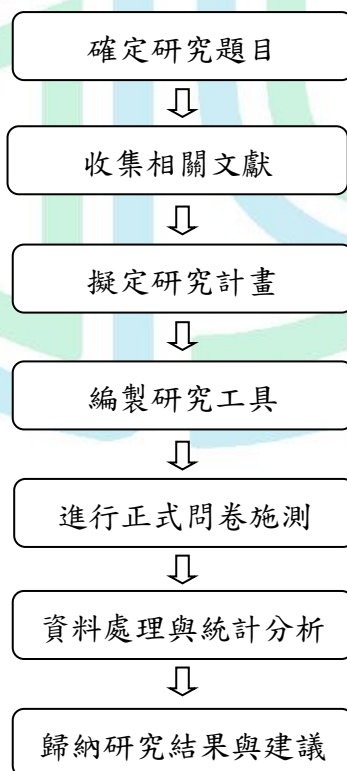 確定研究題目
收集相關文獻
擬定研究計畫
編製研究工具
進行正式問卷施測
資料處理與統計分析
歸納研究結果與建議